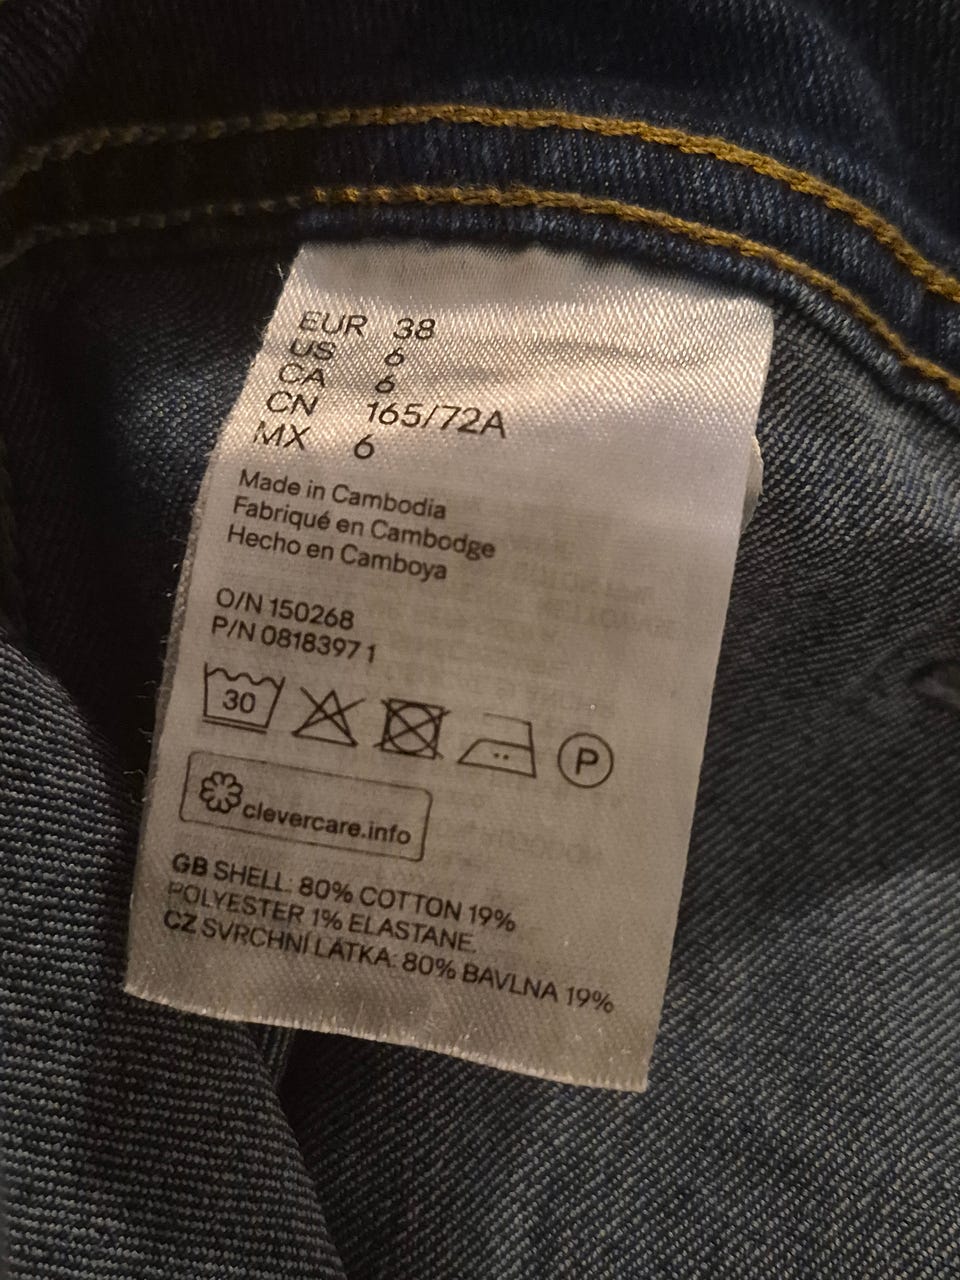 EUR 38
US 6
CA 6
CN 165/72A
MX 6
Made in Cambodia
Fabriqué en Cambodge
Hecho en Camboya
O/N 150268
P/N 0818397 1
30
P
clevercare.info
GB SHELL: 80% COTTON 19%
POLYESTER 1% ELASTANE
CZ SVRCHNÍ LÁTKA: 80% BAVLNA 19%